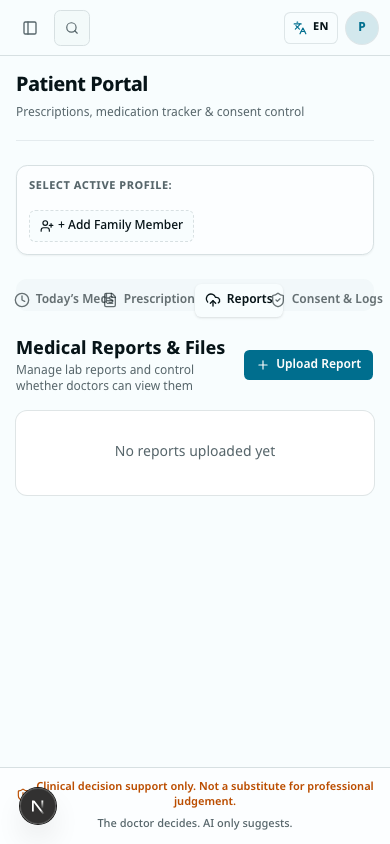 EN
P
Patient Portal
Prescriptions, medication tracker & consent control
SELECT ACTIVE PROFILE:
+ Add Family Member
Today's Meds
Prescription
Reports
Consent & Logs
Medical Reports & Files
Manage lab reports and control
whether doctors can view them
Upload Report
No reports uploaded yet
Clinical decision support only. Not a substitute for professional
judgement.
N
The doctor decides. AI only suggests.